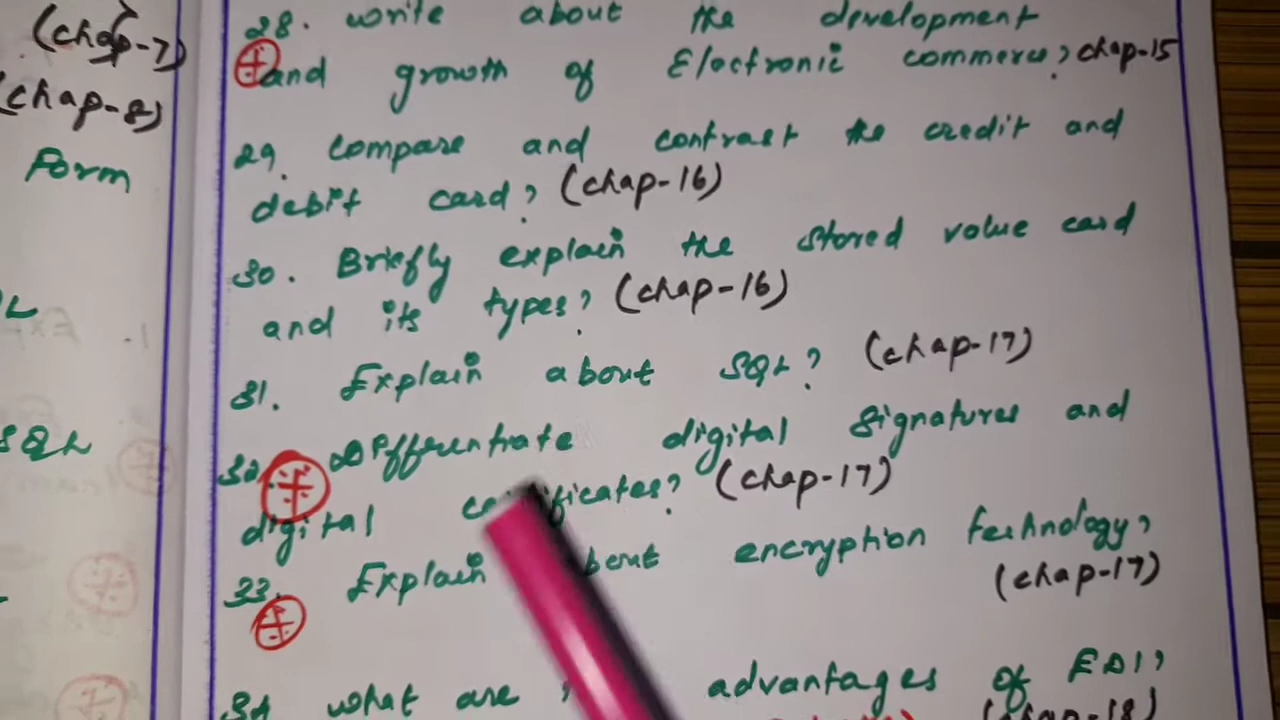 (chap-7)
(chap-8)
Form
SQL
28. write about the development
and growth of Electronic commerce? chap-15
29. compare and contrast the credit and
debit card? (chap-16)
30. Briefly explain the stored value card
and its types? (chap-16)
31. Explain about SQL? (chap-17)
32. Differentrate digital signatures and
digital certificates? (chap-17)
33. Explain about encryption technology?
(chap-17)
34 what are advantages of EDI?
(chap-18)